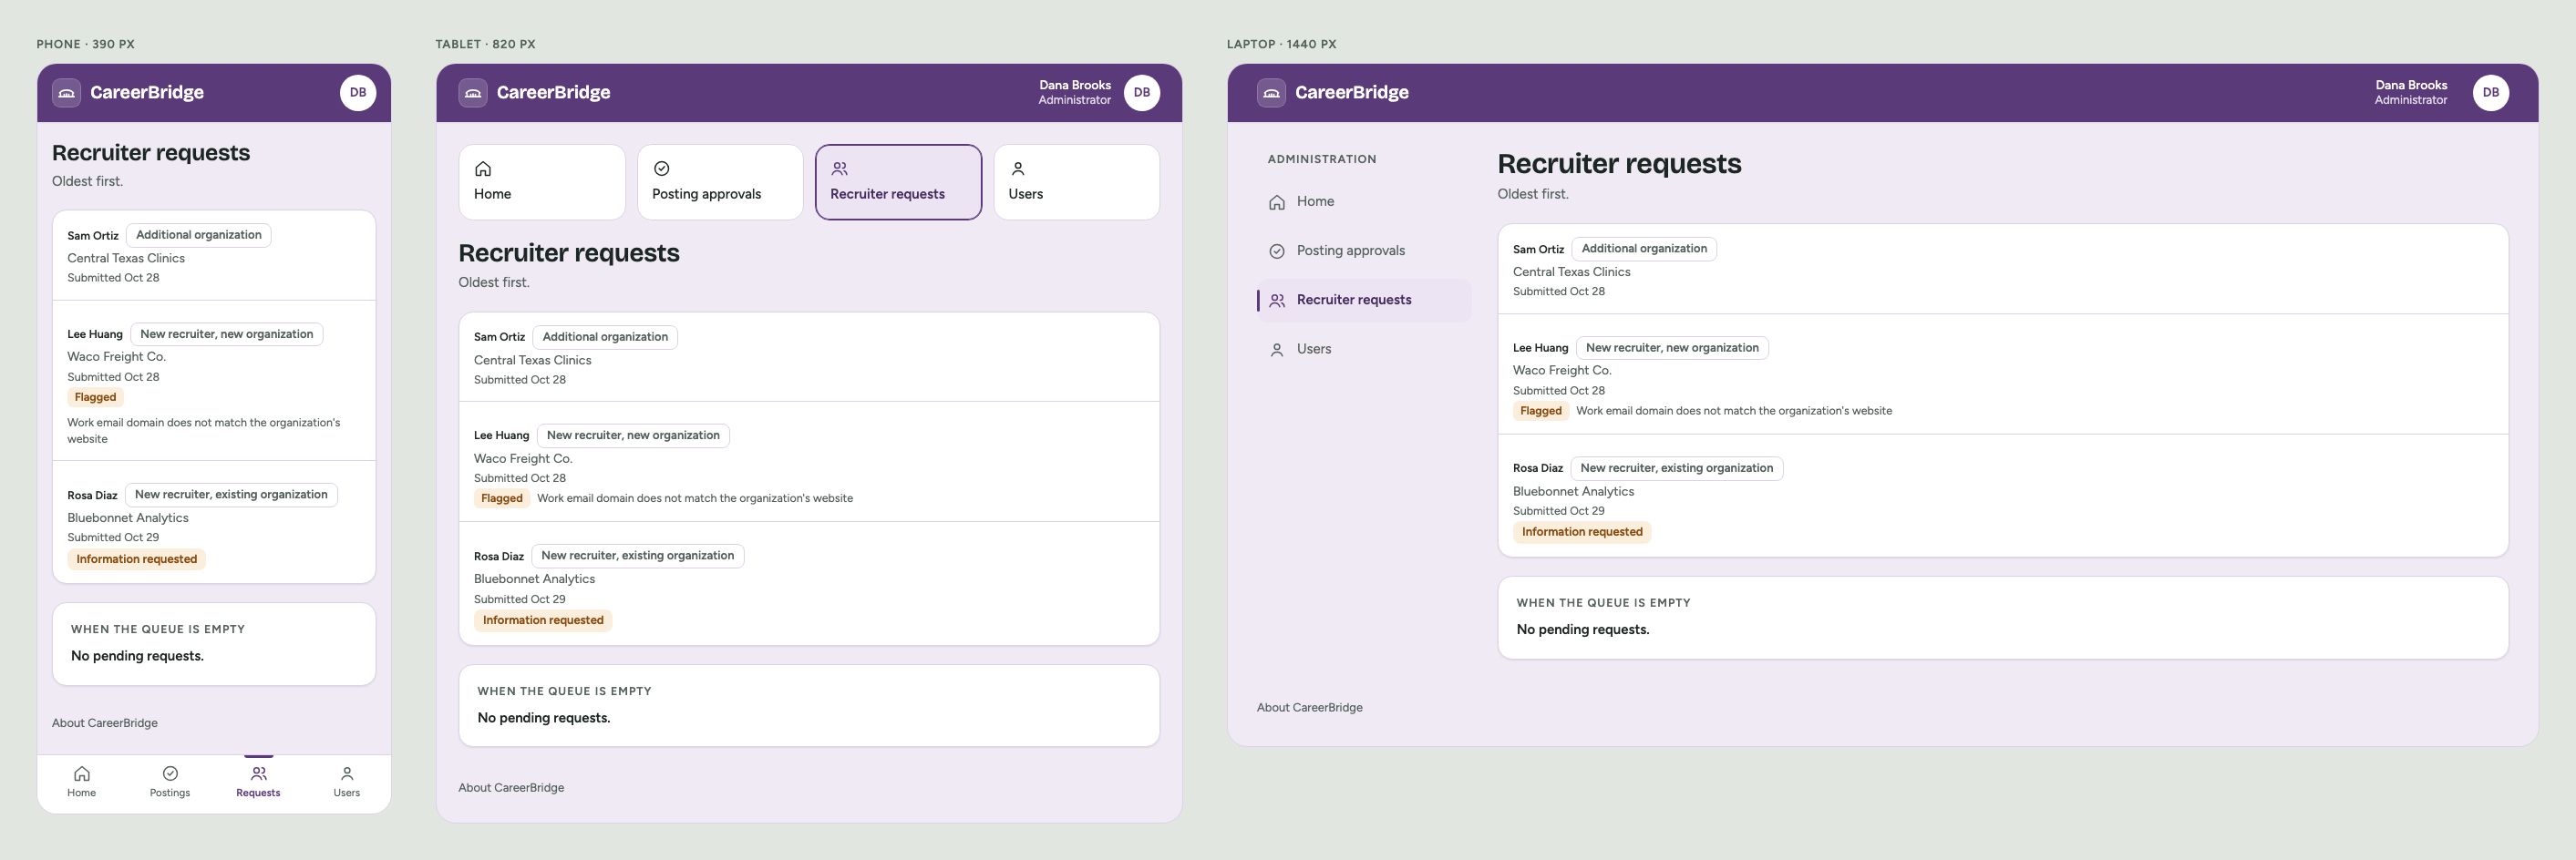 PHONE · 390 PX
CareerBridge
DB
Recruiter requests
Oldest first.
Sam Ortiz
Additional organization
Central Texas Clinics
Submitted Oct 28
Lee Huang
New recruiter, new organization
Waco Freight Co.
Submitted Oct 28
Flagged
Work email domain does not match the organization's
website
Rosa Diaz
New recruiter, existing organization
Bluebonnet Analytics
Submitted Oct 29
Information requested
WHEN THE QUEUE IS EMPTY
No pending requests.
About CareerBridge
Home
Postings
Requests
Users
TABLET · 820 PX
CareerBridge
Dana Brooks
Administrator
DB
Home
Posting approvals
Recruiter requests
Users
Recruiter requests
Oldest first.
Sam Ortiz
Additional organization
Central Texas Clinics
Submitted Oct 28
Lee Huang
New recruiter, new organization
Waco Freight Co.
Submitted Oct 28
Flagged
Work email domain does not match the organization's website
Rosa Diaz
New recruiter, existing organization
Bluebonnet Analytics
Submitted Oct 29
Information requested
WHEN THE QUEUE IS EMPTY
No pending requests.
About CareerBridge
LAPTOP · 1440 PX
CareerBridge
Dana Brooks
Administrator
DB
ADMINISTRATION
Home
Posting approvals
Recruiter requests
Users
Recruiter requests
Oldest first.
Sam Ortiz
Additional organization
Central Texas Clinics
Submitted Oct 28
Lee Huang
New recruiter, new organization
Waco Freight Co.
Submitted Oct 28
Flagged
Work email domain does not match the organization's website
Rosa Diaz
New recruiter, existing organization
Bluebonnet Analytics
Submitted Oct 29
Information requested
WHEN THE QUEUE IS EMPTY
No pending requests.
About CareerBridge